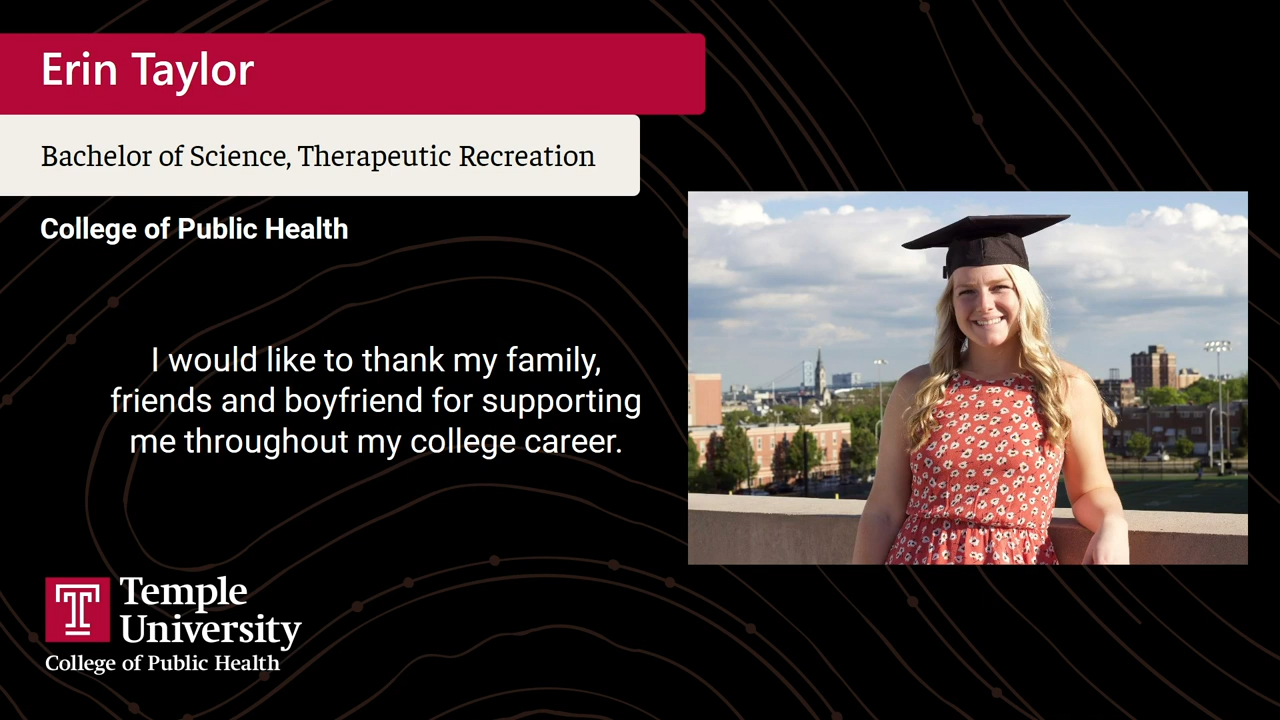 Erin Taylor
Bachelor of Science, Therapeutic Recreation
College of Public Health
I would like to thank my family,
friends and boyfriend for supporting
me throughout my college career.
Temple
University
College of Public Health